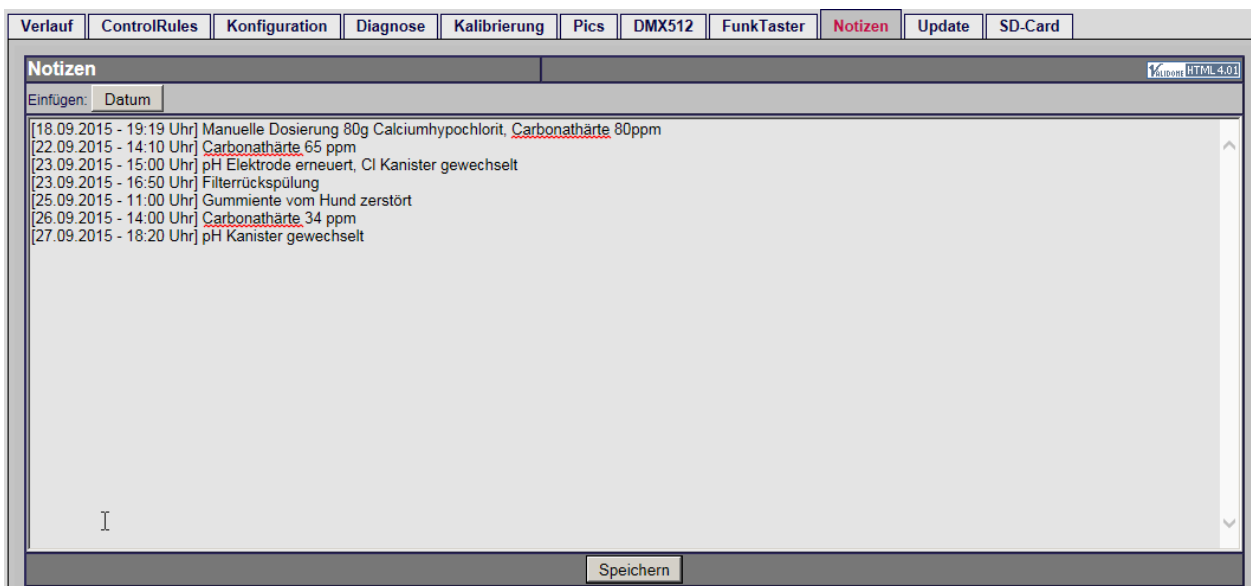 Verlauf ControlRules Konfiguration Diagnose Kalibrierung Pics DMX512 FunkTaster Notizen Update SD-Card
Notizen VALIDOME HTML 4.01
Einfügen: Datum
[18.09.2015 - 19:19 Uhr] Manuelle Dosierung 80g Calciumhypochlorit, Carbonathärte 80ppm
[22.09.2015 - 14:10 Uhr] Carbonathärte 65 ppm
[23.09.2015 - 15:00 Uhr] pH Elektrode erneuert, Cl Kanister gewechselt
[23.09.2015 - 16:50 Uhr] Filterrückspülung
[25.09.2015 - 11:00 Uhr] Gummiente vom Hund zerstört
[26.09.2015 - 14:00 Uhr] Carbonathärte 34 ppm
[27.09.2015 - 18:20 Uhr] pH Kanister gewechselt
Speichern